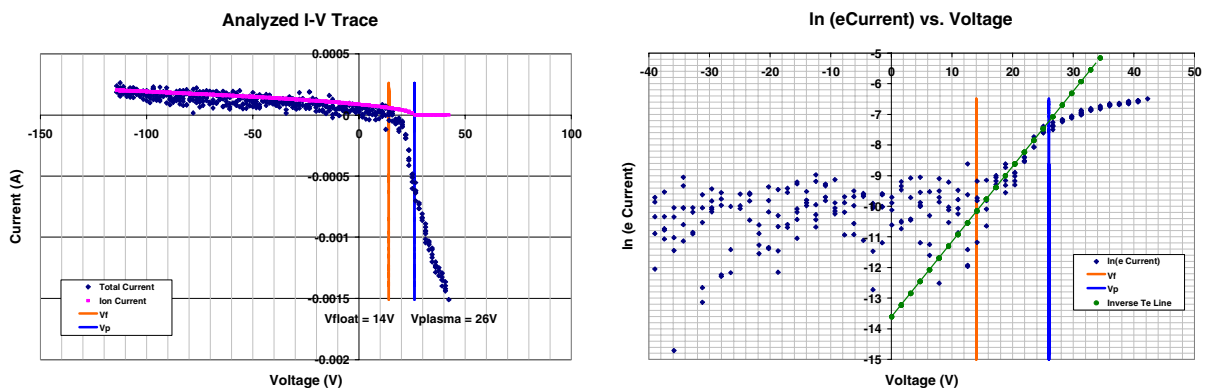 Analyzed I-V Trace
0.0005
0
-150
-100
-50
0
50
100
-0.0005
-0.001
-0.0015
-0.002
Current (A)
Total Current
Ion Current
Vf
Vp
Vfloat = 14V
Vplasma = 26V
Voltage (V)
ln (eCurrent) vs. Voltage
-5
-40
-30
-20
-10
0
10
20
30
40
50
-6
-7
-8
-9
-10
-11
-12
-13
-14
-15
ln (e Current)
ln(e Current)
Vf
Vp
Inverse Te Line
Voltage (V)